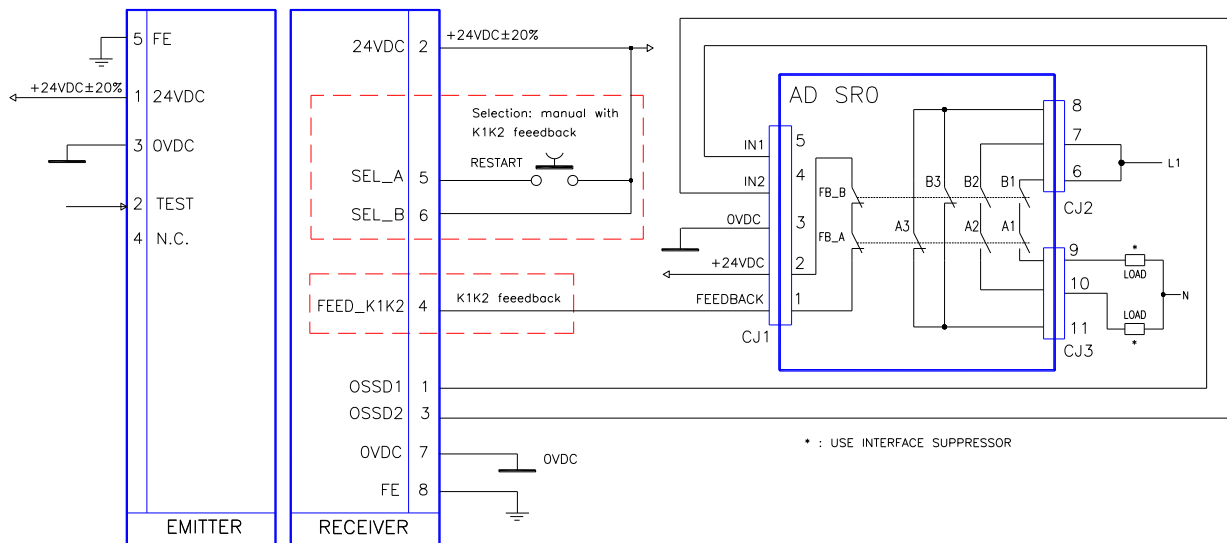 5 FE
+24VDC±20%
1 24VDC
3 0VDC
2 TEST
4 N.C.
EMITTER
24VDC 2
+24VDC±20%
Selection: manual with
K1K2 feeedback
RESTART
SEL_A 5
SEL_B 6
FEED_K1K2 4
K1K2 feeedback
OSSD1 1
OSSD2 3
0VDC 7
0VDC
FE 8
RECEIVER
AD SR0
IN1 5
IN2 4
0VDC 3
+24VDC 2
FEEDBACK 1
CJ1
FB_B
FB_A
B3 B2 B1
A3 A2 A1
8
7
6
CJ2
L1
9
10
11
CJ3
*
LOAD
N
LOAD
*
* : USE INTERFACE SUPPRESSOR